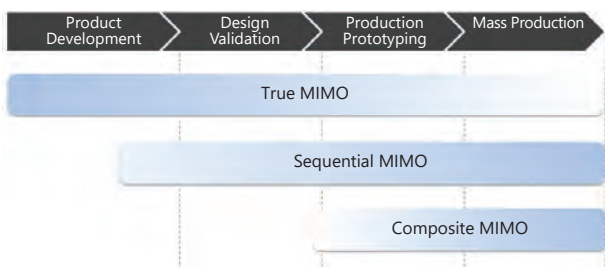 Product
Development
Design
Validation
Production
Prototyping
Mass Production
True MIMO
Sequential MIMO
Composite MIMO